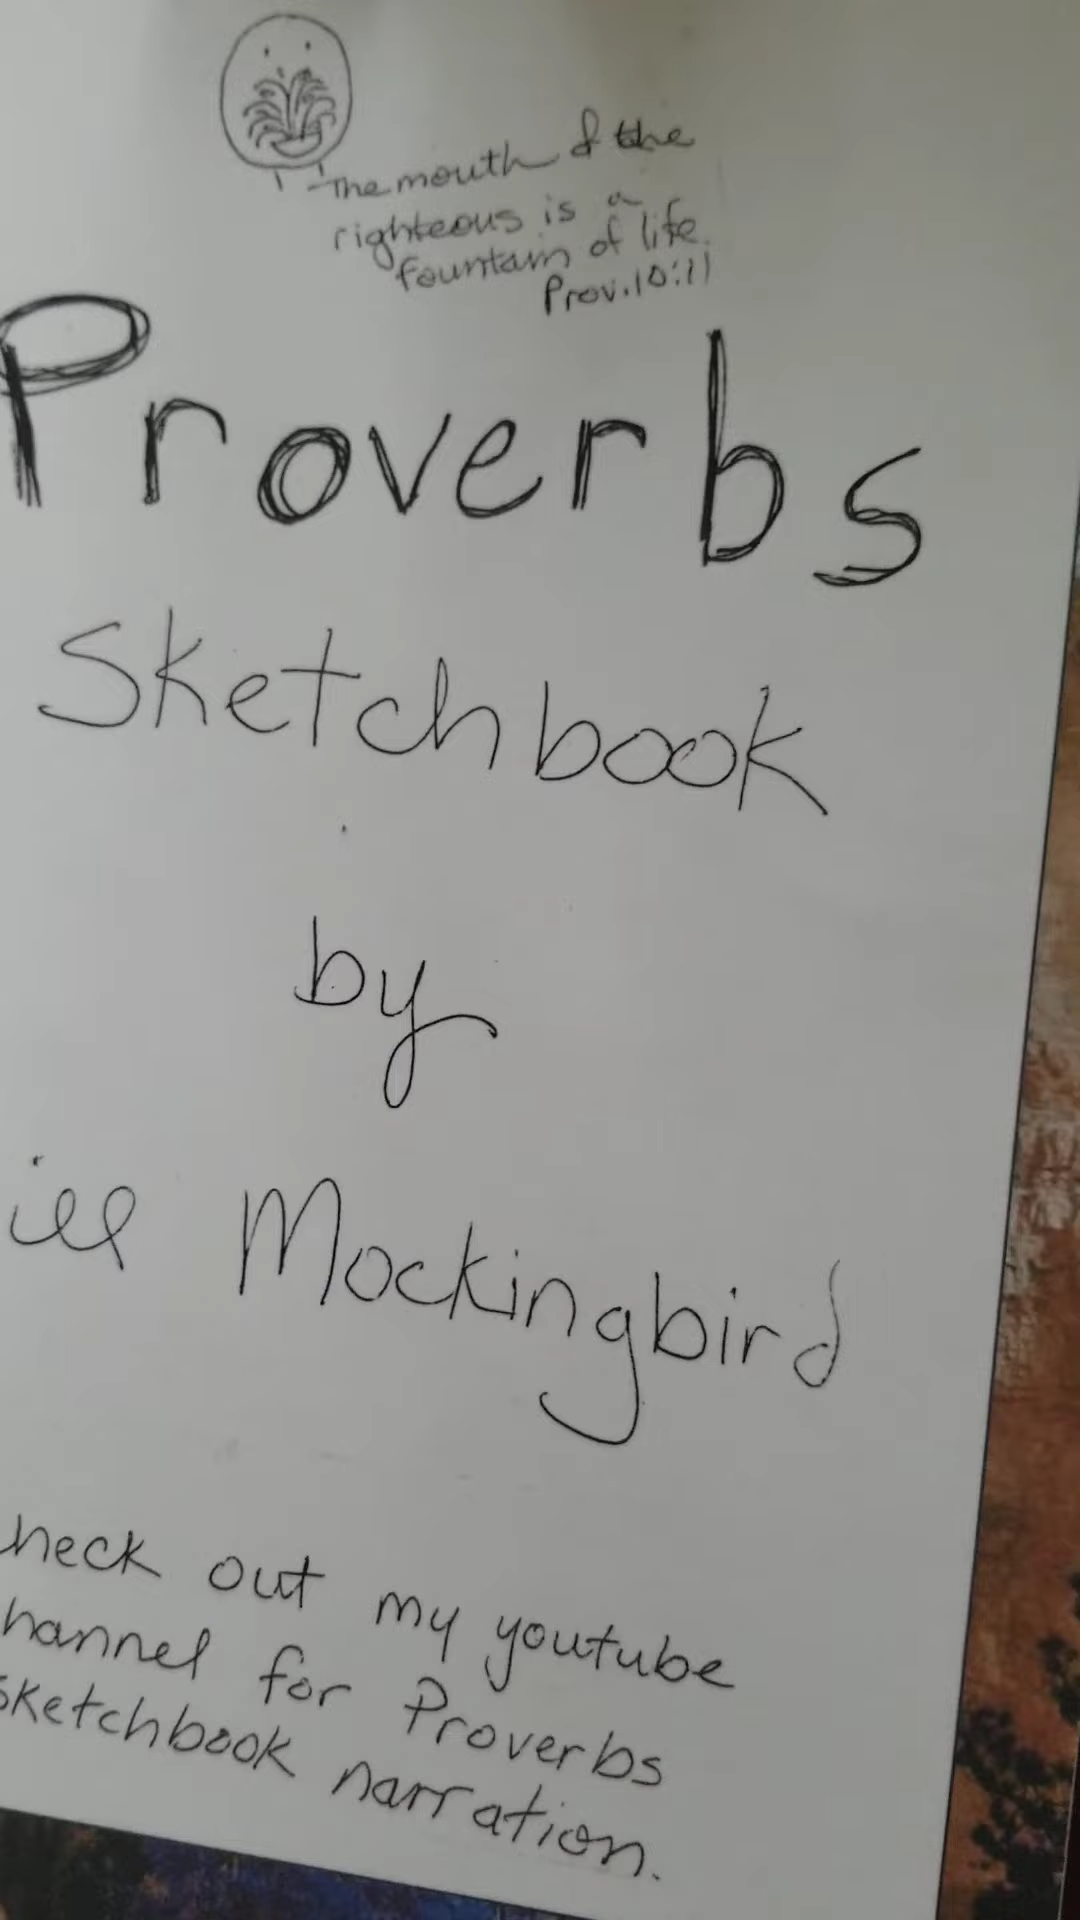 The mouth of the
righteous is a
fountain of life.
Prov. 10:11
Proverbs
Sketchbook
by
ill Mockingbird
heck out my youtube
hannel for Proverbs
sketchbook narration.